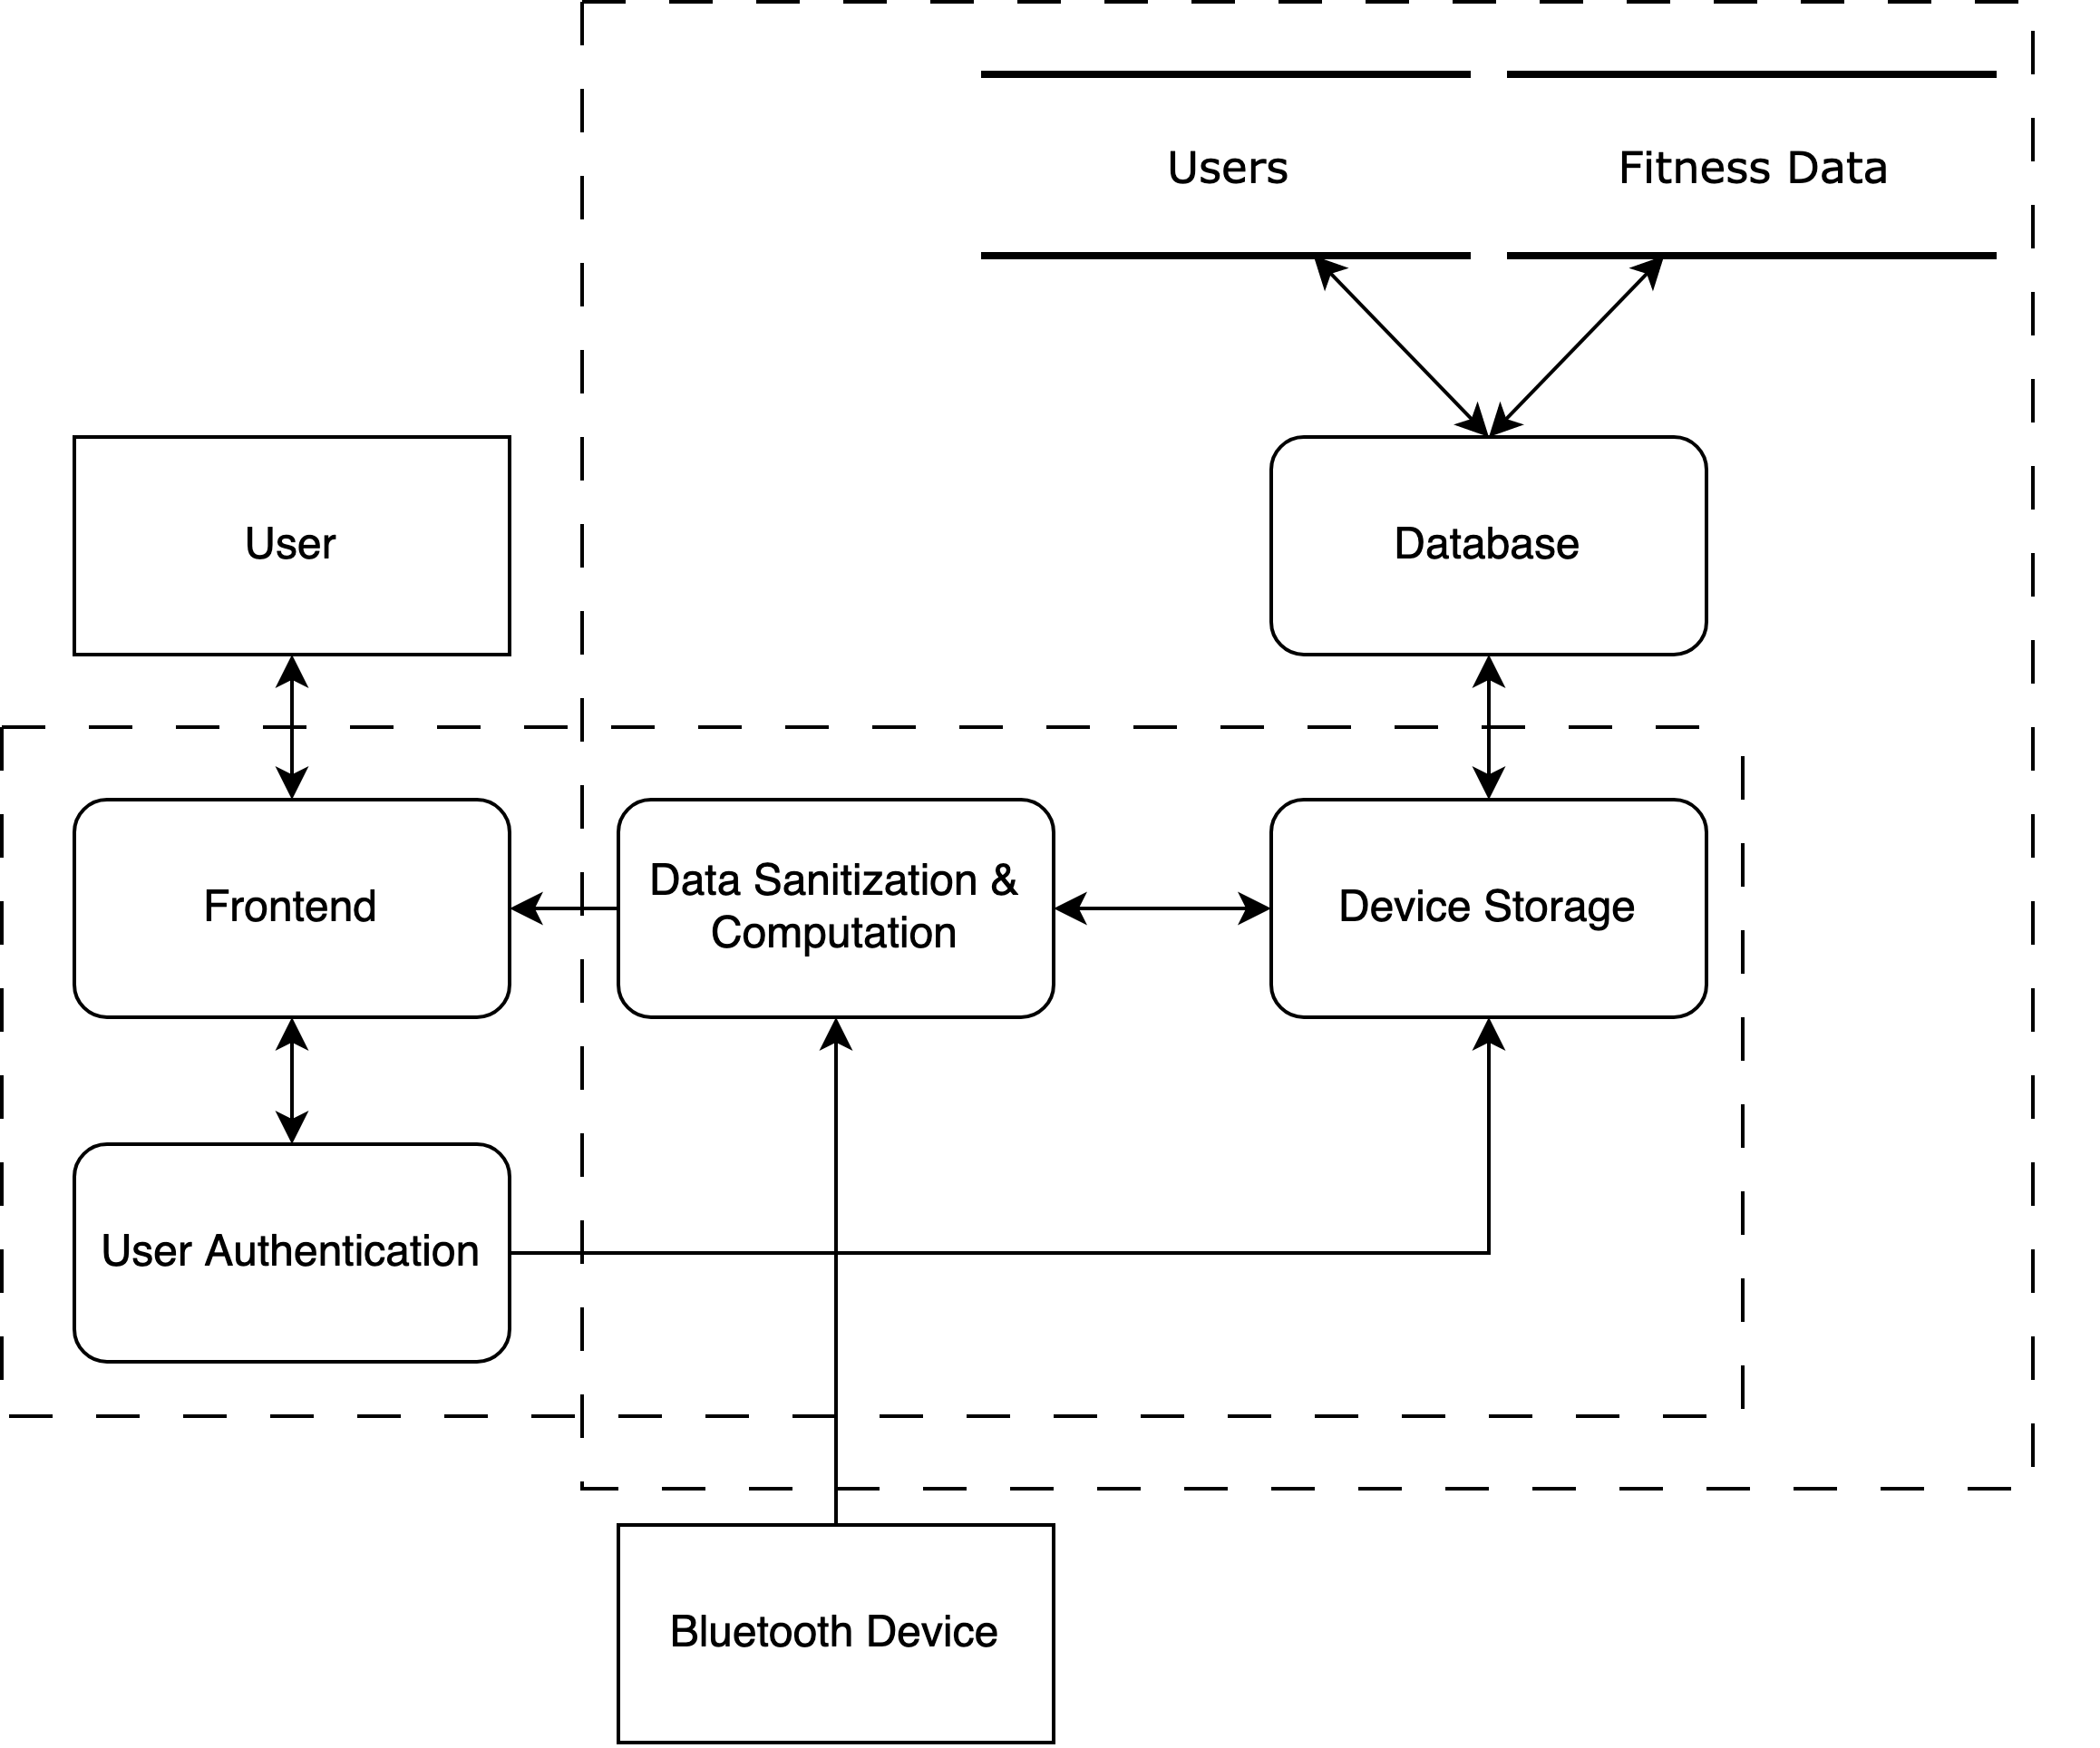 Users
Fitness Data
User
Database
Frontend
Data Sanitization &
Computation
Device Storage
User Authentication
Bluetooth Device